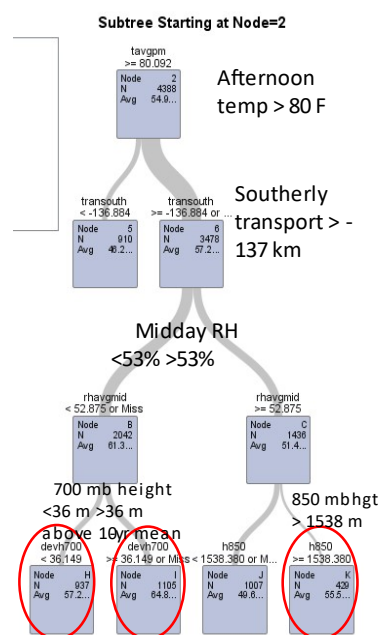 Subtree Starting at Node=2
tavgpm
>= 80.092
Node 2
N 4388
Avg 54.9...
Afternoon
temp > 80 F
transouth
< -136.884
transouth
>= -136.884 or ...
Node 5
N 910
Avg 46.2...
Node 6
N 3478
Avg 57.2...
Southerly
transport > -
137 km
Midday RH
<53% >53%
rhavgmid
< 52.875 or Miss
rhavgmid
>= 52.875
Node B
N 2042
Avg 61.3...
Node C
N 1436
Avg 51.4...
700 mb height
<36 m >36 m
above 10yr mean
850 mbhgt
> 1538 m
devh700
< 36.149
devh700
>= 36.149 or Miss
h850
< 1538.380 or M...
h850
>= 1538.380
Node H
N 937
Avg 57.2...
Node I
N 1105
Avg 64.8...
Node J
N 1007
Avg 49.6...
Node K
N 429
Avg 55.5...